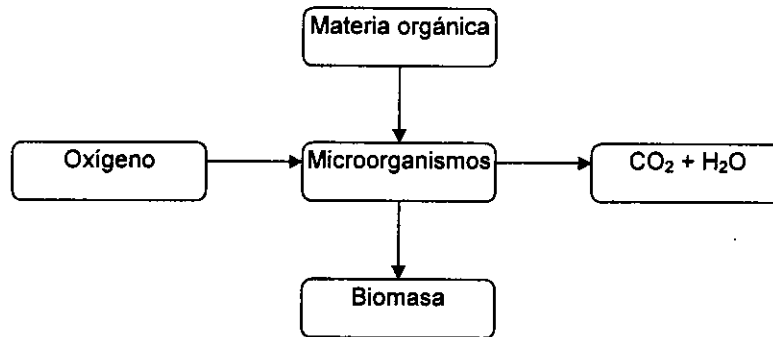 Materia orgánica
Oxígeno
Microorganismos
CO₂ + H₂O
Biomasa